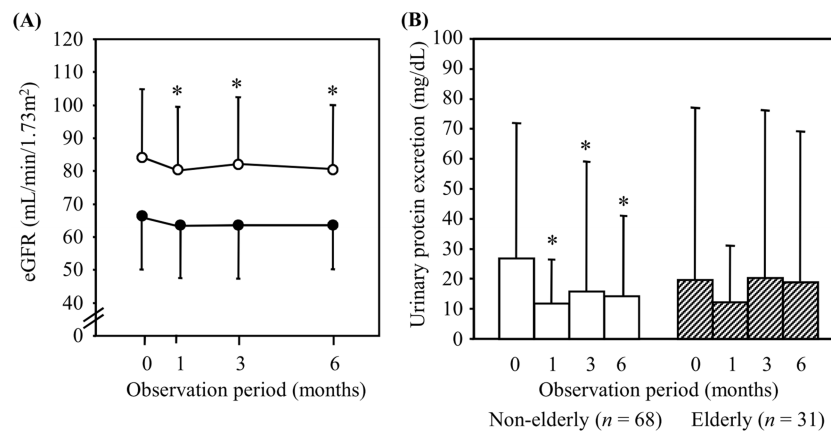 (A)
eGFR (mL/min/1.73m²)
120
110
100
90
80
70
60
50
40
0
* * *
0 1 3 6
Observation period (months)
(B)
Urinary protein excretion (mg/dL)
100
90
80
70
60
50
40
30
20
10
0
* * *
0 1 3 6 0 1 3 6
Observation period (months)
Non-elderly (n = 68) Elderly (n = 31)